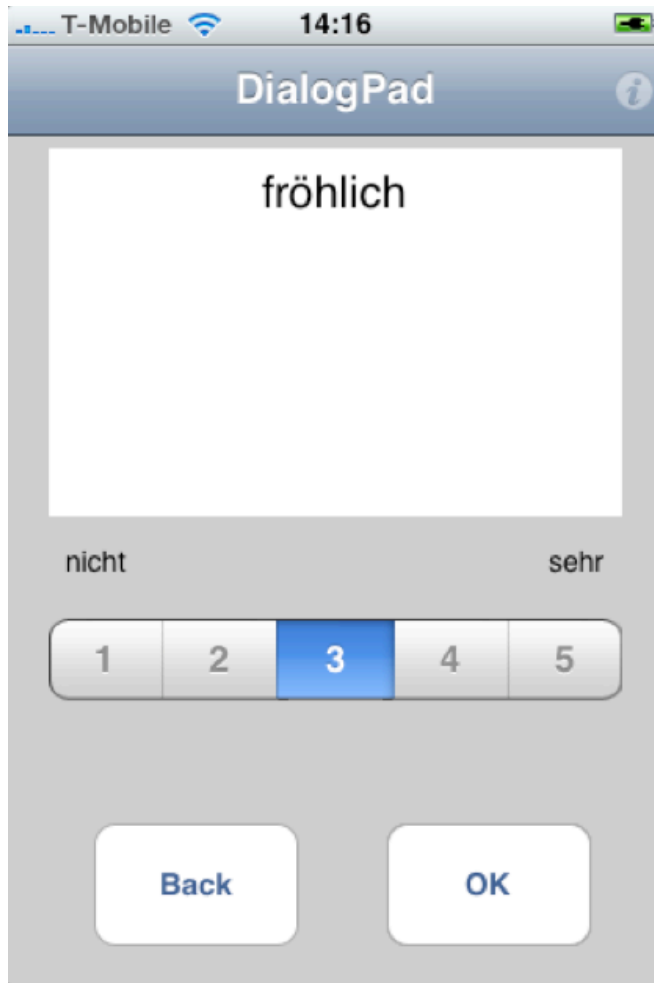 T-Mobile 14:16
DialogPad
fröhlich
nicht sehr
1 2 3 4 5
Back OK